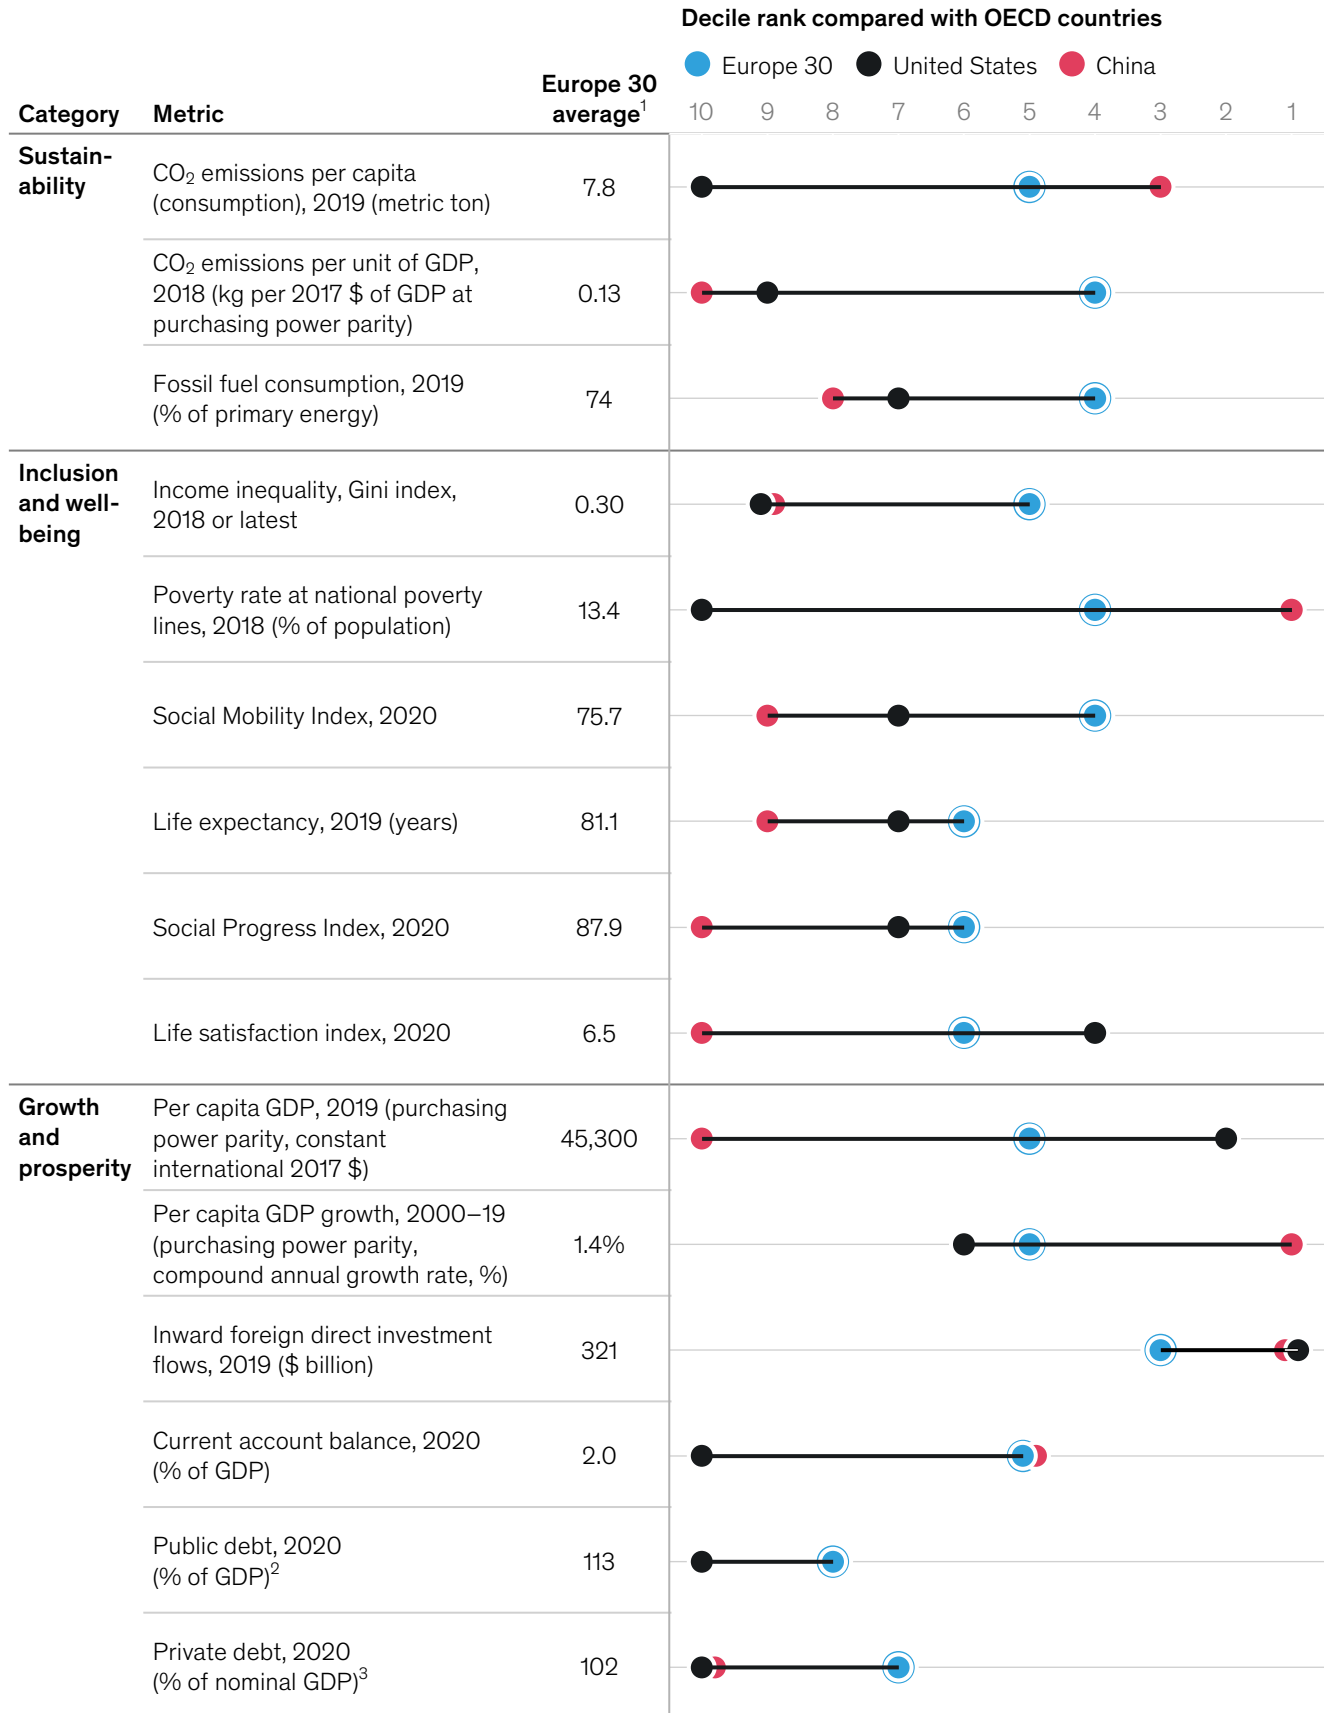 Decile rank compared with OECD countries
Europe 30 United States China
Category Metric Europe 30
average¹
10 9 8 7 6 5 4 3 2 1
Sustain-
ability
CO₂ emissions per capita
(consumption), 2019 (metric ton)
7.8
CO₂ emissions per unit of GDP,
2018 (kg per 2017 $ of GDP at
purchasing power parity)
0.13
Fossil fuel consumption, 2019
(% of primary energy)
74
Inclusion
and well-
being
Income inequality, Gini index,
2018 or latest
0.30
Poverty rate at national poverty
lines, 2018 (% of population)
13.4
Social Mobility Index, 2020
75.7
Life expectancy, 2019 (years)
81.1
Social Progress Index, 2020
87.9
Life satisfaction index, 2020
6.5
Growth
and
prosperity
Per capita GDP, 2019 (purchasing
power parity, constant
international 2017 $)
45,300
Per capita GDP growth, 2000–19
(purchasing power parity,
compound annual growth rate, %)
1.4%
Inward foreign direct investment
flows, 2019 ($ billion)
321
Current account balance, 2020
(% of GDP)
2.0
Public debt, 2020
(% of GDP)²
113
Private debt, 2020
(% of nominal GDP)³
102